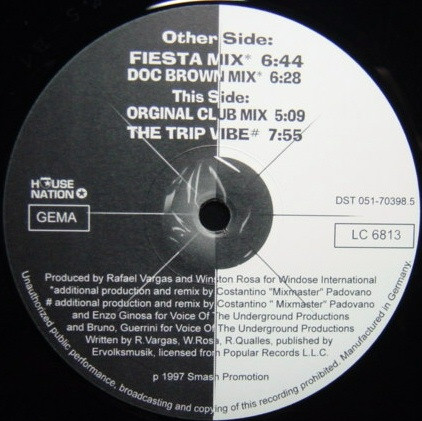 Other Side:
FIESTA MIX* 6:44
DOC BROWN MIX* 6:28
This Side:
ORGINAL CLUB MIX 5:09
THE TRIP VIBE# 7:55
HOUSE
NATION
GEMA
DST 051-70398.5
LC 6813
Produced by Rafael Vargas and Winston Rosa for Windose International
*additional production and remix by Costantino "Mixmaster" Padovano
# additional production and remix by Costantino " Mixmaster" Padovano
and Enzo Ginosa for Voice Of The Underground Productions
and Bruno, Guerrini for Voice Of The Underground Productions
Written by R.Vargas, W.Rosa, R.Qualles, published by
Ervolksmusik, licensed from Popular Records L.L.C.
p 1997 Smash Promotion
Unauthorized public performance, broadcasting and copying of this recording prohibited. Manufactured in Germany.